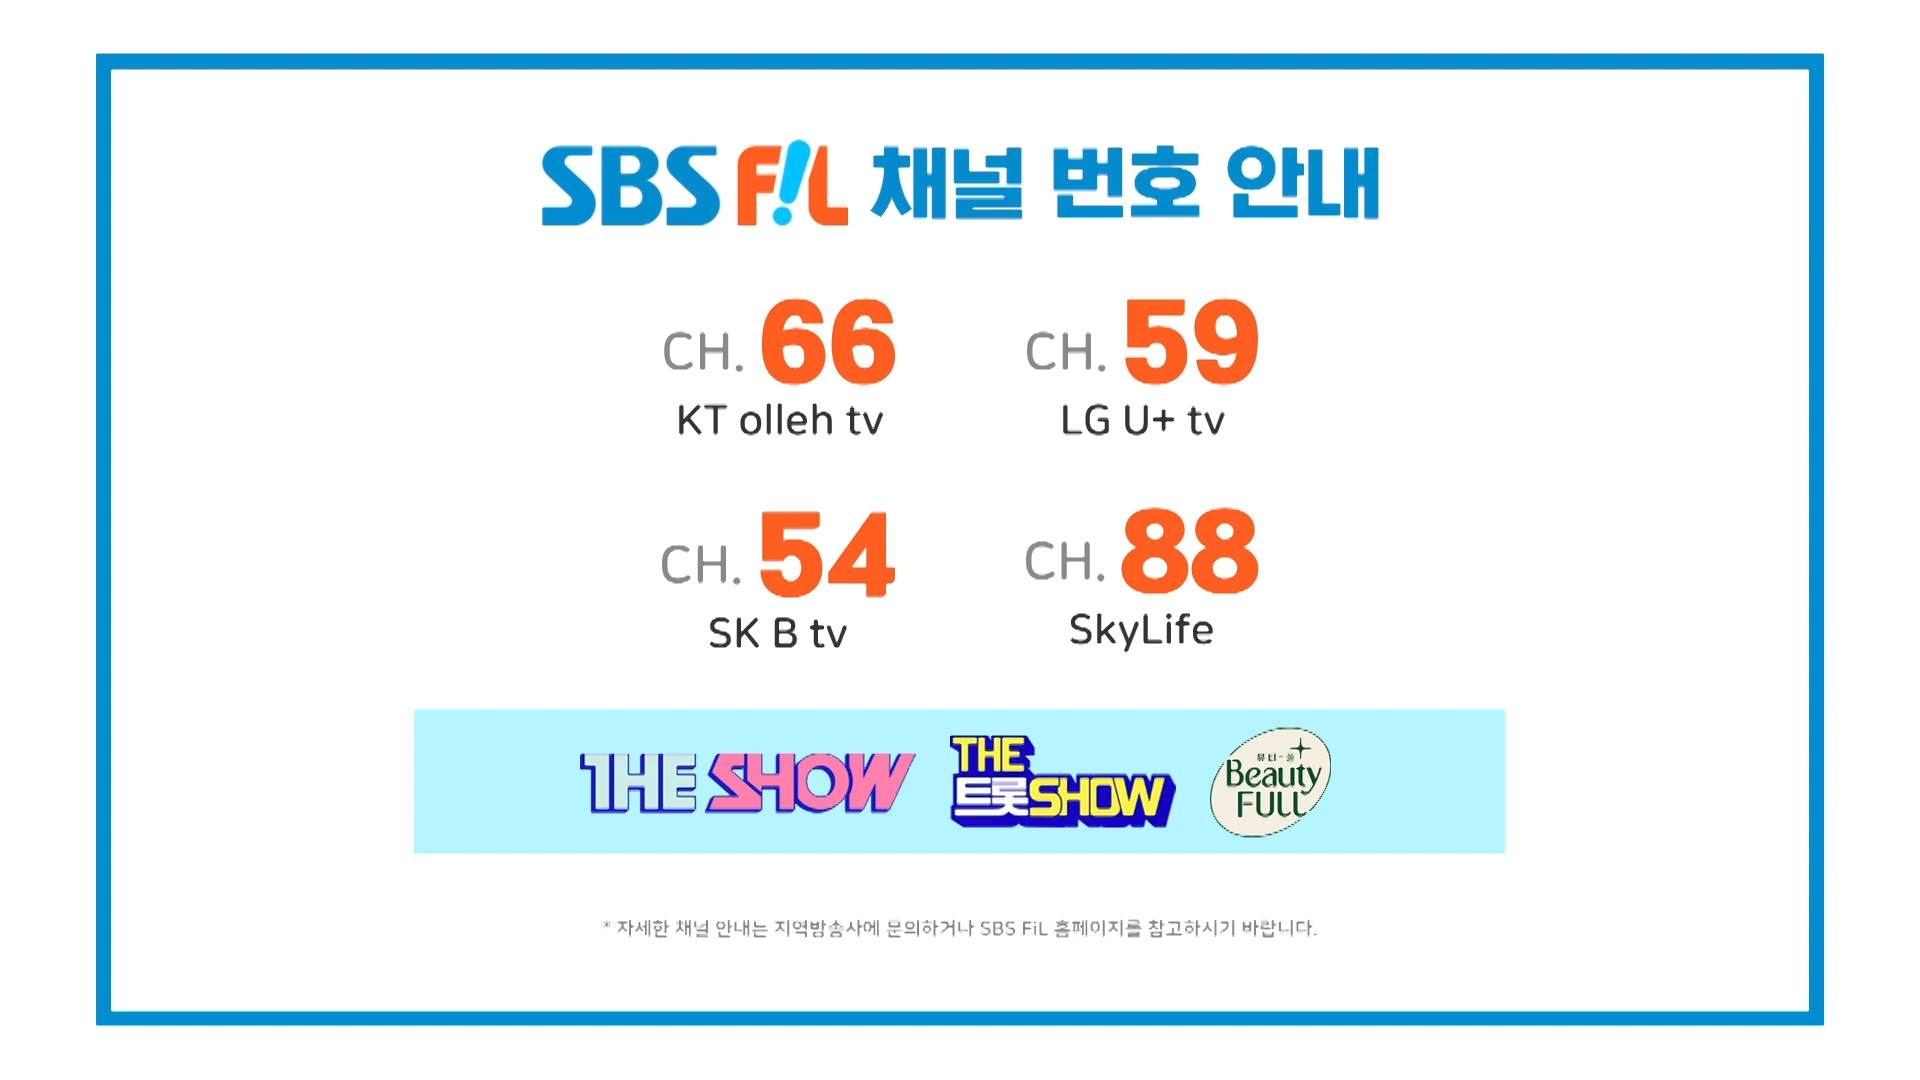 SBS F!L 채널 번호 안내
CH. 66
KT olleh tv
CH. 59
LG U+ tv
CH. 54
SK B tv
CH. 88
SkyLife
THE SHOW
THE
트롯SHOW
뷰티-풀
Beauty
FULL
* 자세한 채널 안내는 지역방송사에 문의하거나 SBS FiL 홈페이지를 참고하시기 바랍니다.